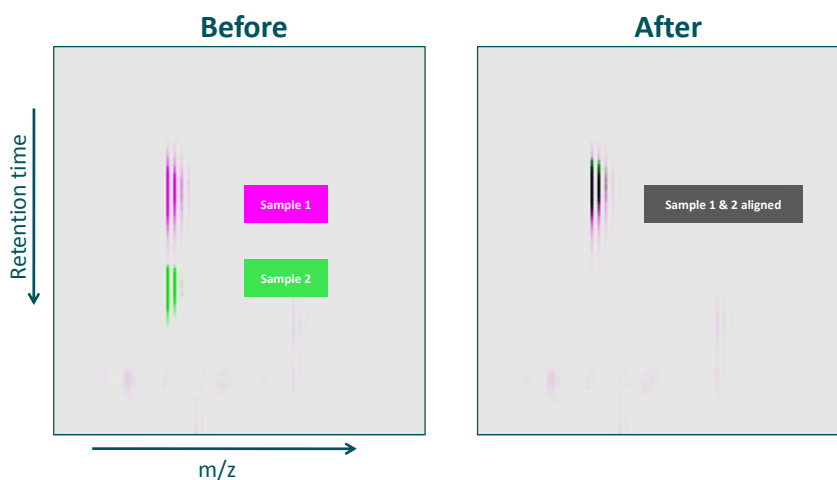 Before
After
Retention time
Sample 1
Sample 2
Sample 1 & 2 aligned
m/z